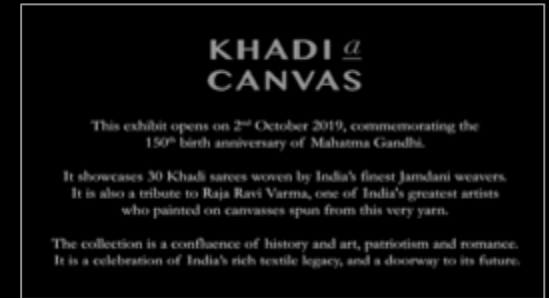 KHADI a
CANVAS
This exhibit opens on 2nd October 2019, commemorating the
150th birth anniversary of Mahatma Gandhi.
It showcases 30 Khadi sarees woven by India's finest Jamdani weavers.
It is also a tribute to Raja Ravi Varma, one of India's greatest artists
who painted on canvasses spun from this very yarn.
The collection is a confluence of history and art, patriotism and romance.
It is a celebration of India's rich textile legacy, and a doorway to its future.